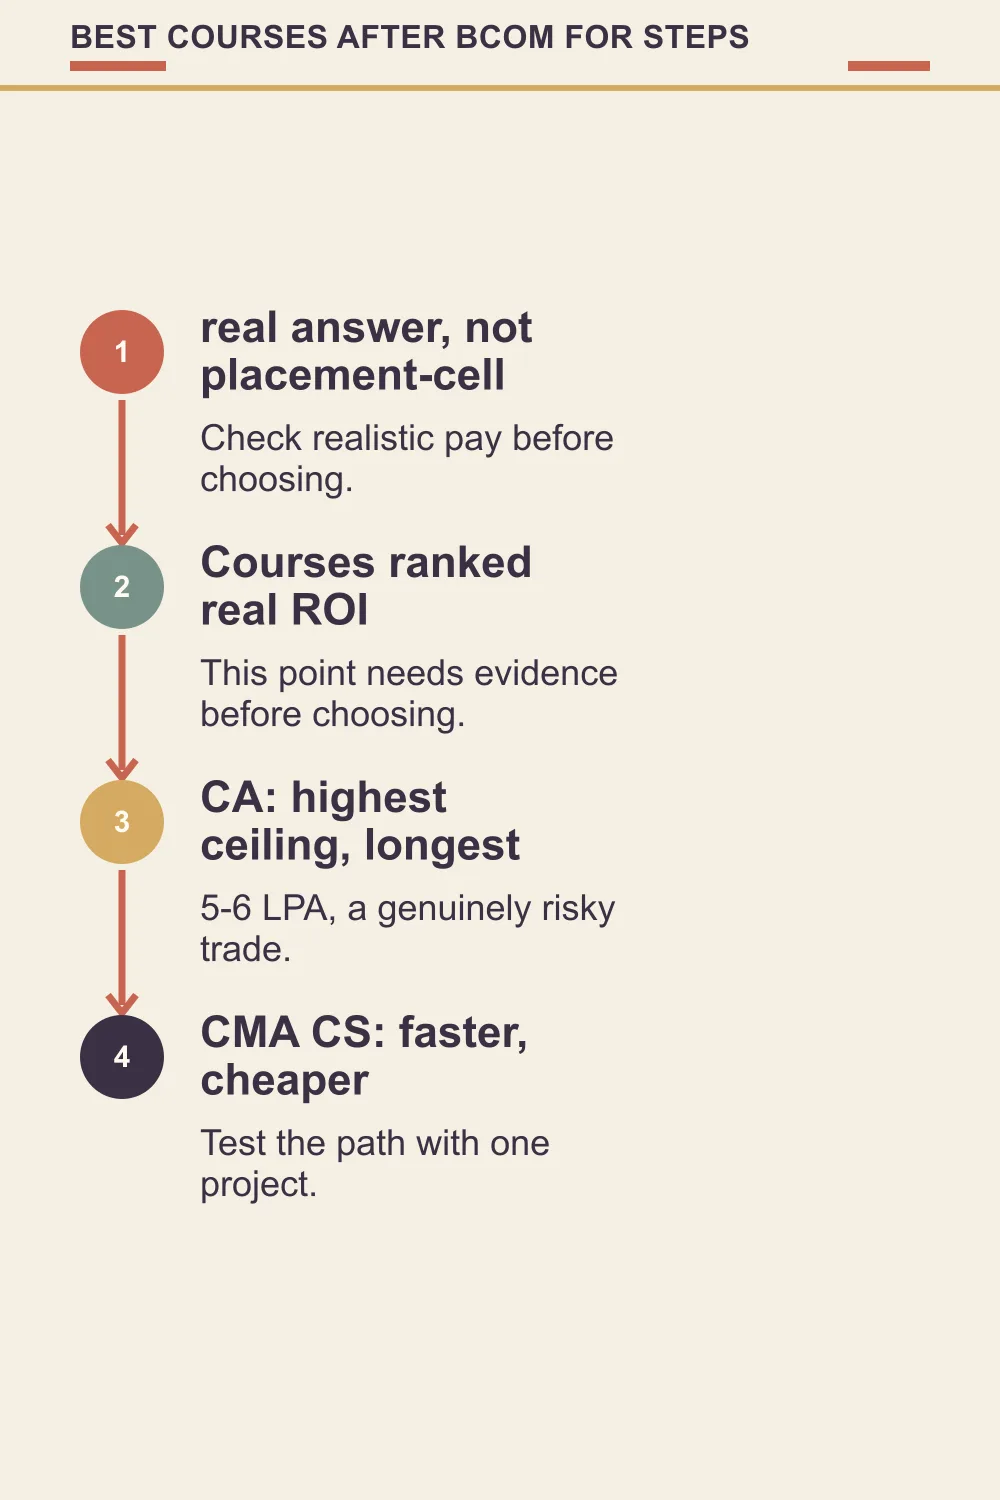 BEST COURSES AFTER BCOM FOR STEPS
1
real answer, not
placement-cell
Check realistic pay before
choosing.
2
Courses ranked
real ROI
This point needs evidence
before choosing.
3
CA: highest
ceiling, longest
5-6 LPA, a genuinely risky
trade.
4
CMA CS: faster,
cheaper
Test the path with one
project.